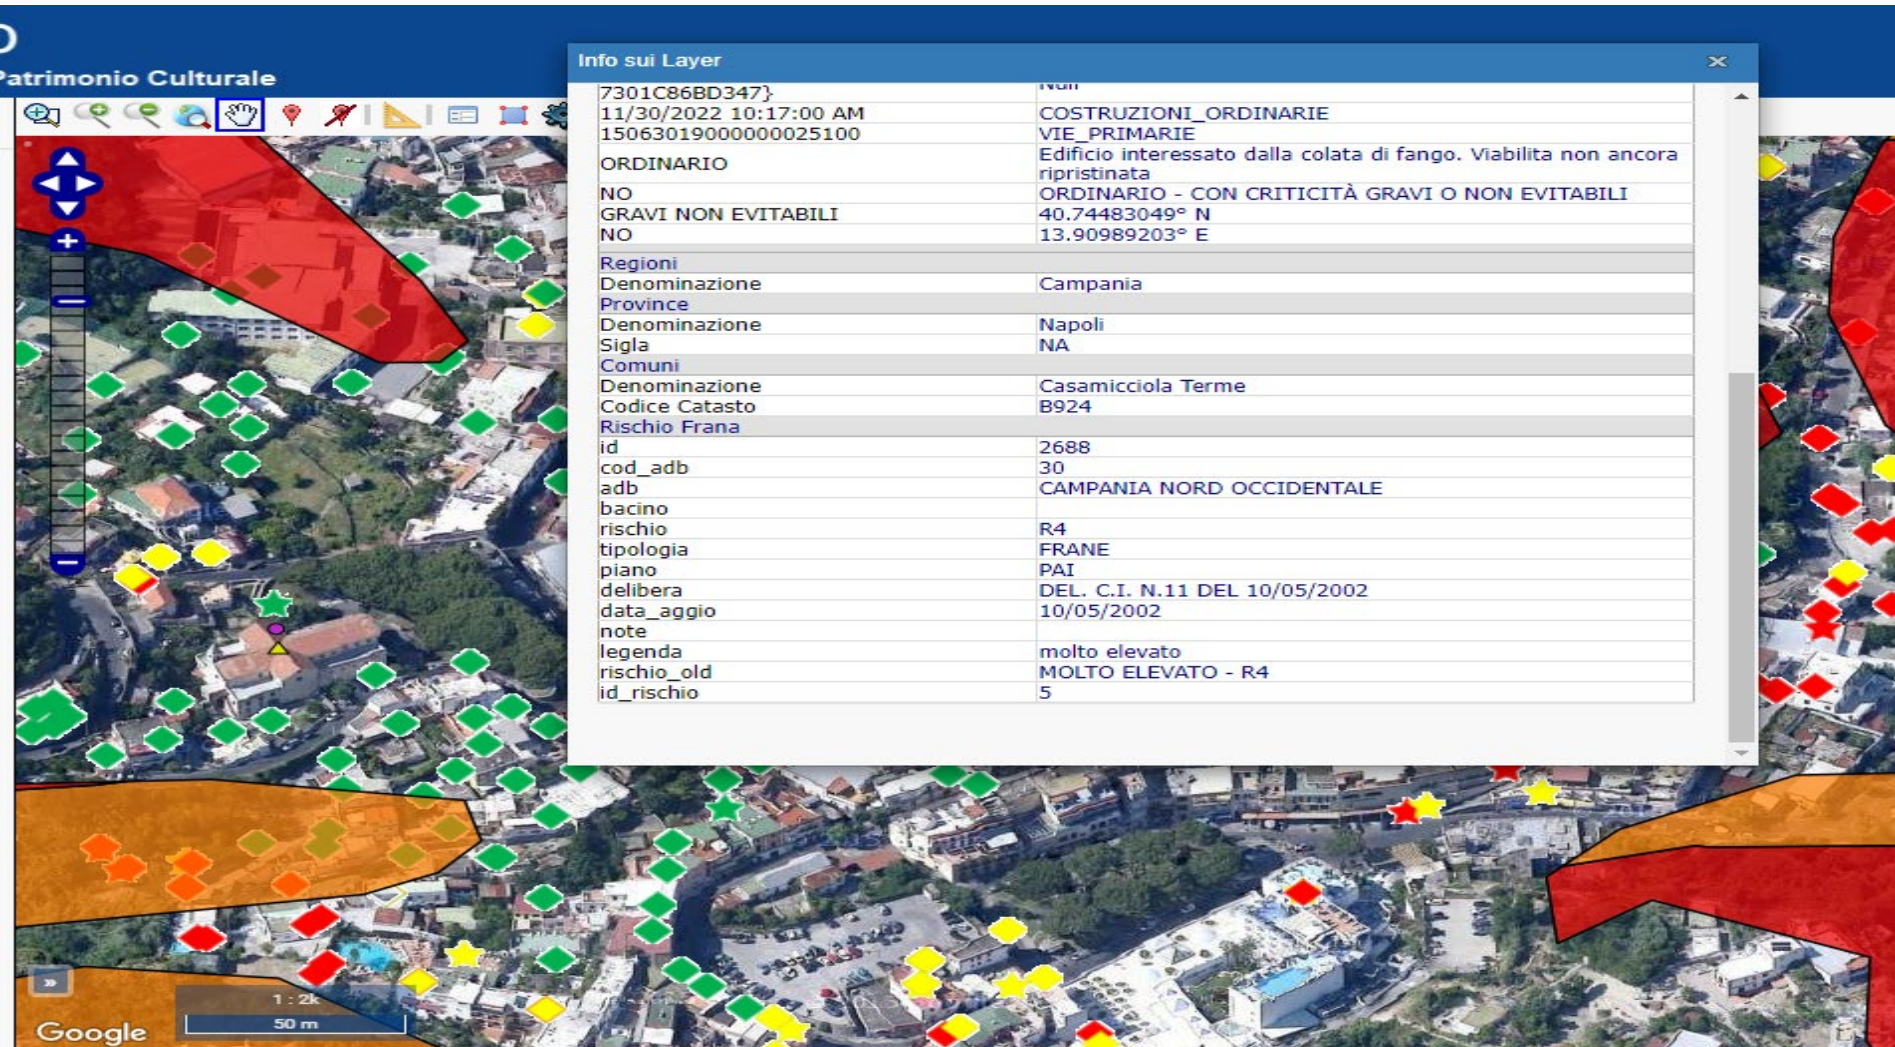 Patrimonio Culturale
Info sui Layer
7301C86BD347}
11/30/2022 10:17:00 AM COSTRUZIONI_ORDINARIE
15063019000000025100 VIE_PRIMARIE
ORDINARIO Edificio interessato dalla colata di fango. Viabilita non ancora
ripristinata
NO ORDINARIO - CON CRITICITÀ GRAVI O NON EVITABILI
GRAVI NON EVITABILI 40.74483049° N
NO 13.90989203° E
Regioni
Denominazione Campania
Province
Denominazione Napoli
Sigla NA
Comuni
Denominazione Casamicciola Terme
Codice Catasto B924
Rischio Frana
id 2688
cod_adb 30
adb CAMPANIA NORD OCCIDENTALE
bacino
rischio R4
tipologia FRANE
piano PAI
delibera DEL. C.I. N.11 DEL 10/05/2002
data_aggio 10/05/2002
note
legenda molto elevato
rischio_old MOLTO ELEVATO - R4
id_rischio 5
1 : 2k
50 m
Google